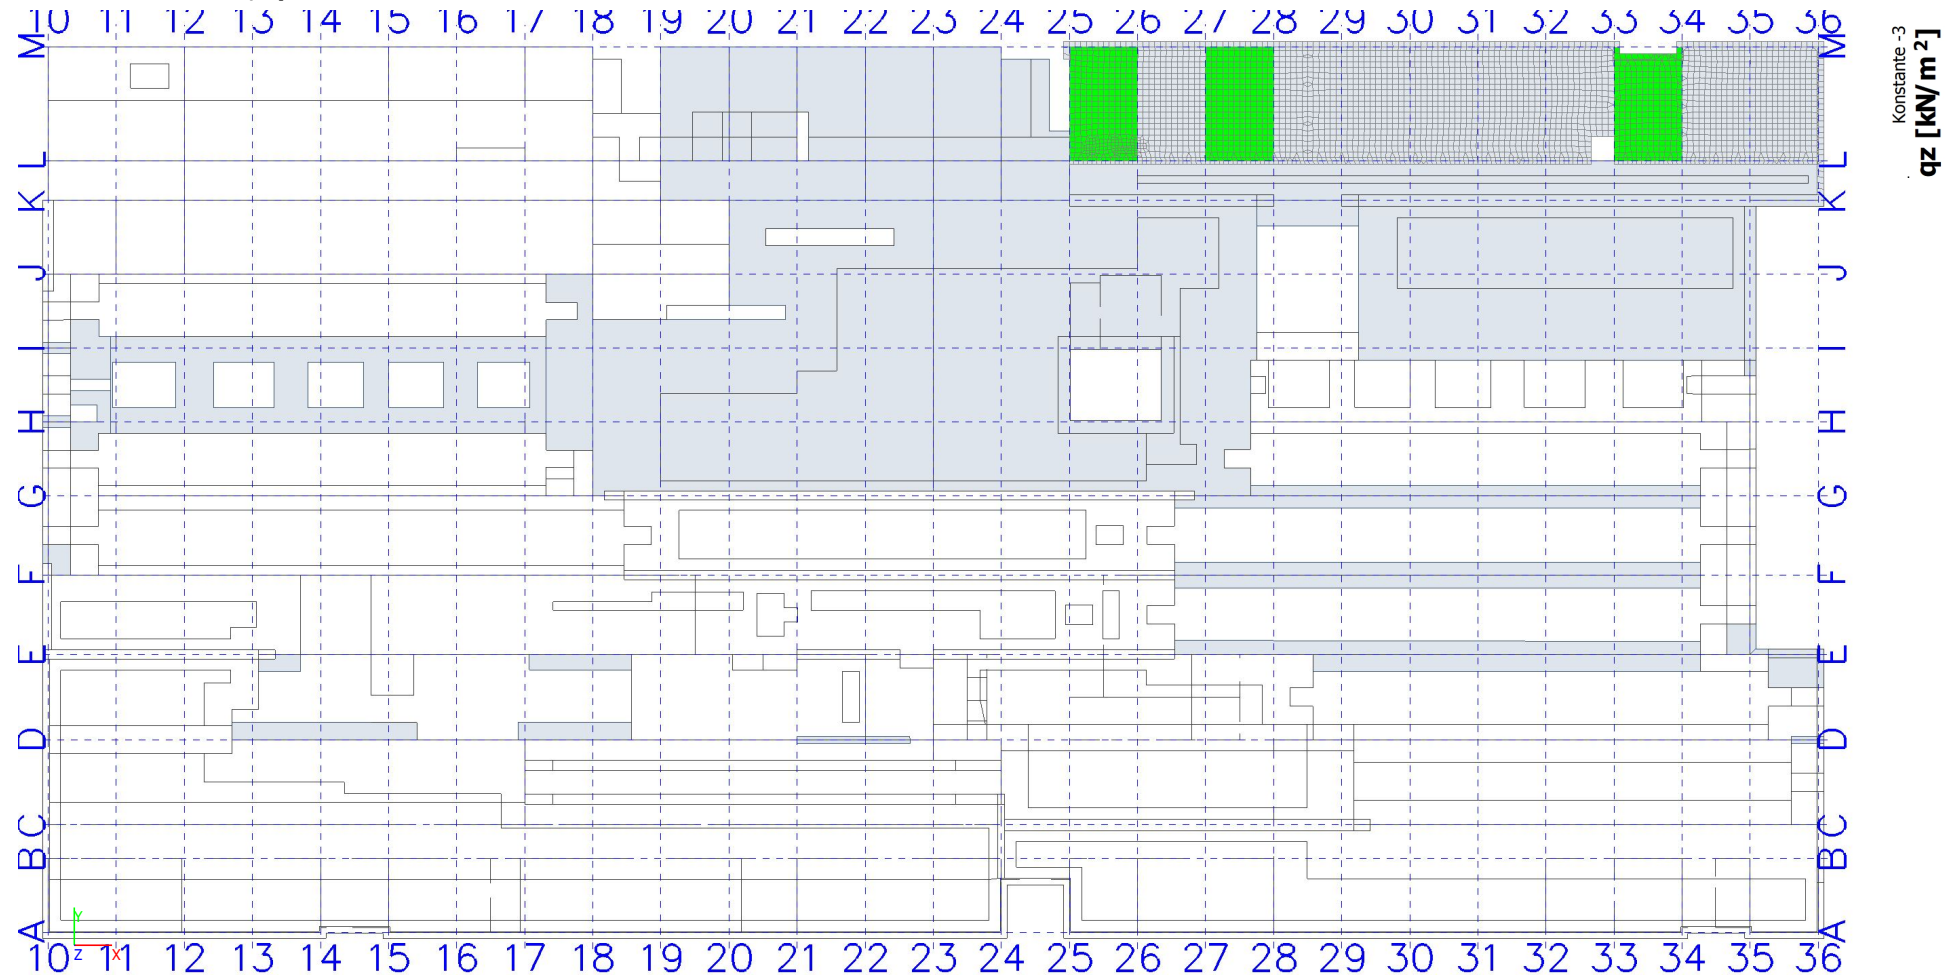 10 11 12 13 14 15 16 17 18 19 20 21 22 23 24 25 26 27 28 29 30 31 32 33 34 35 36
Konstante -3
qz [kN/m²]
M M
L L
K K
J J
I I
H H
G G
F F
E E
D D
C C
B B
A A
Y
Z X
10 11 12 13 14 15 16 17 18 19 20 21 22 23 24 25 26 27 28 29 30 31 32 33 34 35 36